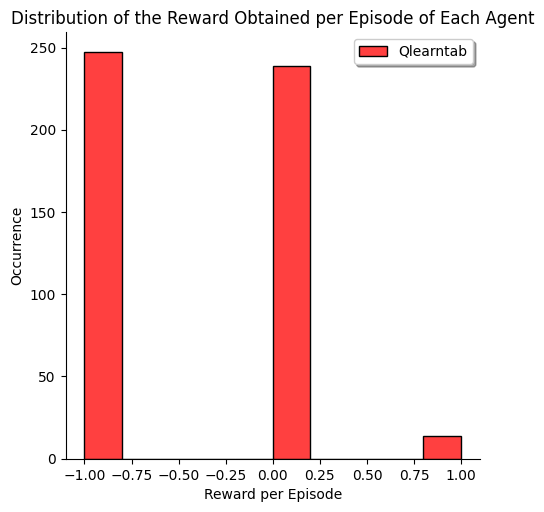 Distribution of the Reward Obtained per Episode of Each Agent
Qlearntab
250
200
150
100
50
0
Occurrence
−1.00 −0.75 −0.50 −0.25 0.00 0.25 0.50 0.75 1.00
Reward per Episode